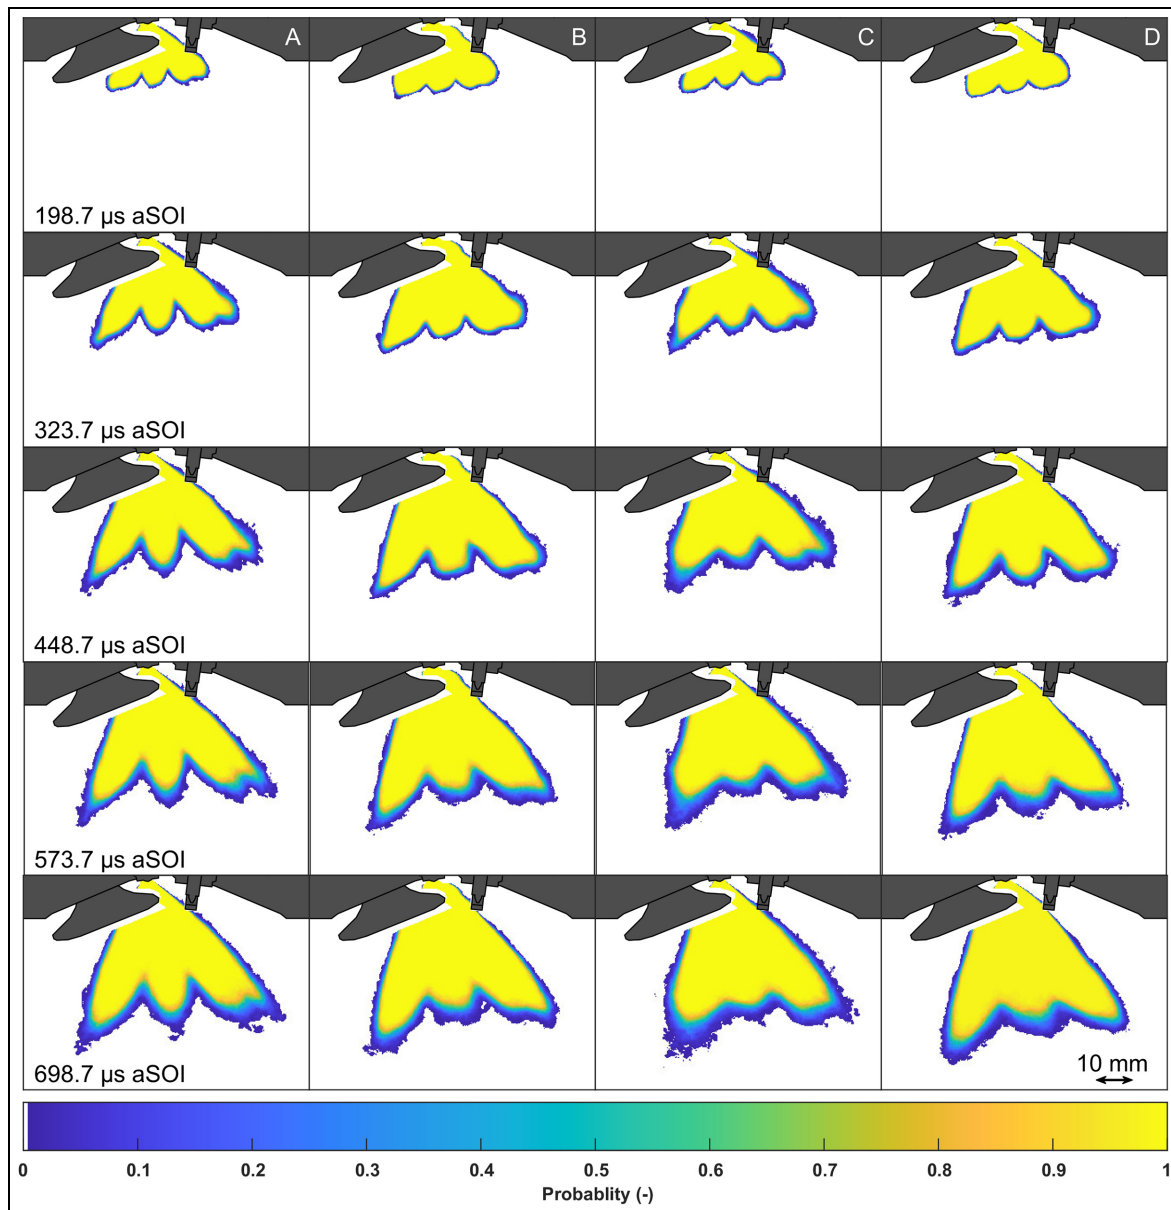 A
B
C
D
198.7 µs aSOI
323.7 µs aSOI
448.7 µs aSOI
573.7 µs aSOI
698.7 µs aSOI
10 mm
0 0.1 0.2 0.3 0.4 0.5 0.6 0.7 0.8 0.9 1
Probablity (-)